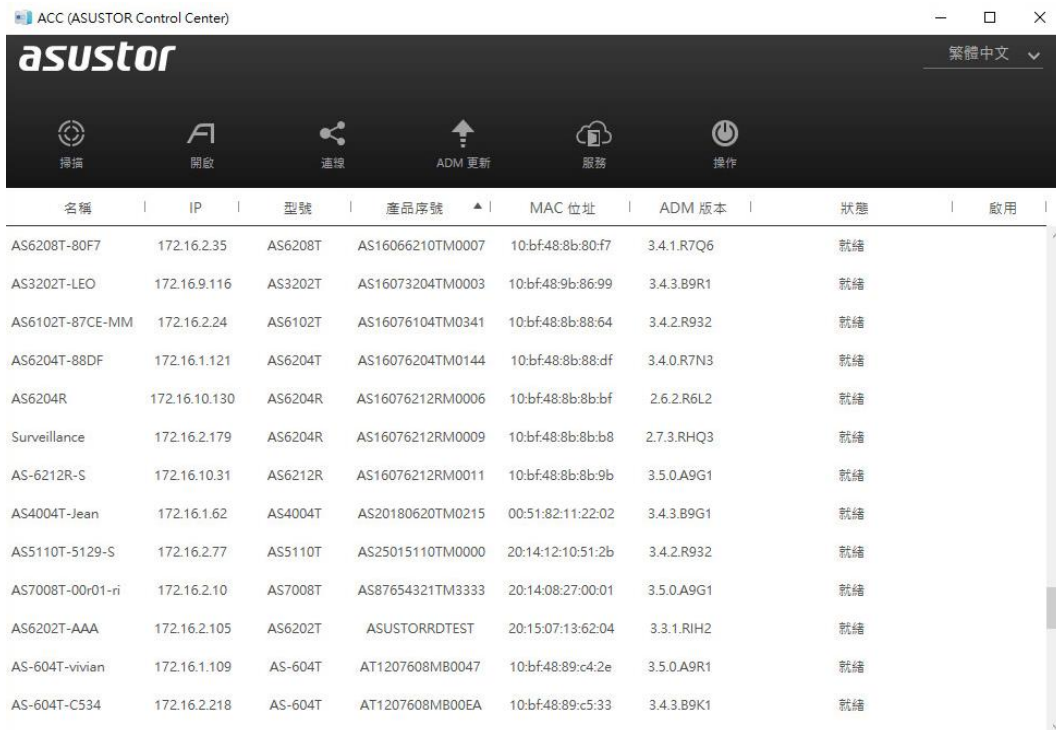 ACC (ASUSTOR Control Center)
asustor
繁體中文
掃描 開啟 連線 ADM 更新 服務 操作
名稱 IP 型號 產品序號 MAC 位址 ADM 版本 狀態 啟用
AS6208T-80F7 172.16.2.35 AS6208T AS16066210TM0007 10:bf:48:8b:80:f7 3.4.1.R7Q6 就緒
AS3202T-LEO 172.16.9.116 AS3202T AS16073204TM0003 10:bf:48:9b:86:99 3.4.3.B9R1 就緒
AS6102T-87CE-MM 172.16.2.24 AS6102T AS16076104TM0341 10:bf:48:8b:88:64 3.4.2.R932 就緒
AS6204T-88DF 172.16.1.121 AS6204T AS16076204TM0144 10:bf:48:8b:88:df 3.4.0.R7N3 就緒
AS6204R 172.16.10.130 AS6204R AS16076212RM0006 10:bf:48:8b:8b:bf 2.6.2.R6L2 就緒
Surveillance 172.16.2.179 AS6204R AS16076212RM0009 10:bf:48:8b:8b:b8 2.7.3.RHQ3 就緒
AS-6212R-S 172.16.10.31 AS6212R AS16076212RM0011 10:bf:48:8b:8b:9b 3.5.0.A9G1 就緒
AS4004T-Jean 172.16.1.62 AS4004T AS20180620TM0215 00:51:82:11:22:02 3.4.3.B9G1 就緒
AS5110T-5129-S 172.16.2.77 AS5110T AS25015110TM0000 20:14:12:10:51:2b 3.4.2.R932 就緒
AS7008T-00r01-ri 172.16.2.10 AS7008T AS87654321TM3333 20:14:08:27:00:01 3.5.0.A9G1 就緒
AS6202T-AAA 172.16.2.105 AS6202T ASUSTORRDTEST 20:15:07:13:62:04 3.3.1.RIH2 就緒
AS-604T-vivian 172.16.1.109 AS-604T AT1207608MB0047 10:bf:48:89:c4:2e 3.5.0.A9R1 就緒
AS-604T-C534 172.16.2.218 AS-604T AT1207608MB00EA 10:bf:48:89:c5:33 3.4.3.B9K1 就緒